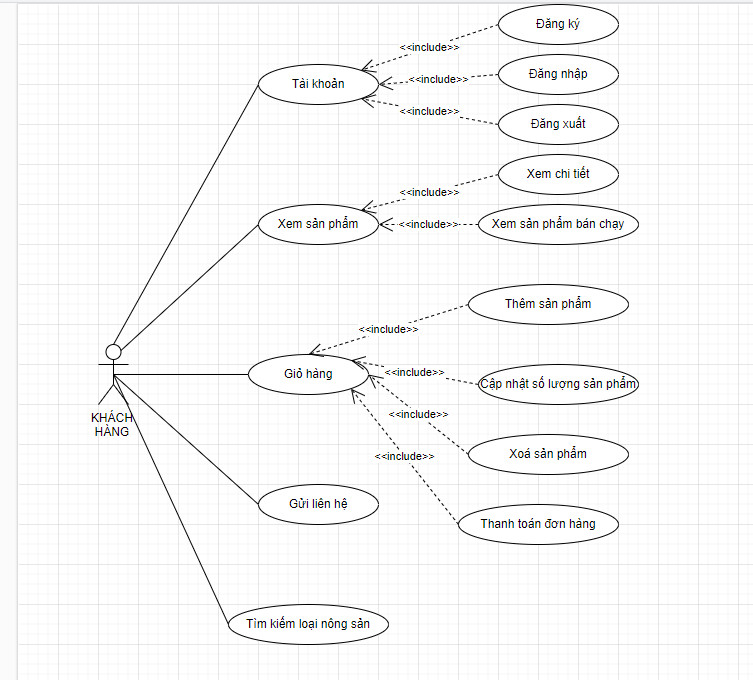 Đăng ký
<<include>>
Tài khoản
<<include>>
Đăng nhập
<<include>>
Đăng xuất
Xem chi tiết
<<include>>
Xem sản phẩm
<<include>>
Xem sản phẩm bán chạy
Thêm sản phẩm
<<include>>
Giỏ hàng
<<include>>
Cập nhật số lượng sản phẩm
KHÁCH
HÀNG
<<include>>
Xoá sản phẩm
<<include>>
Gửi liên hệ
Thanh toán đơn hàng
Tìm kiếm loại nông sản